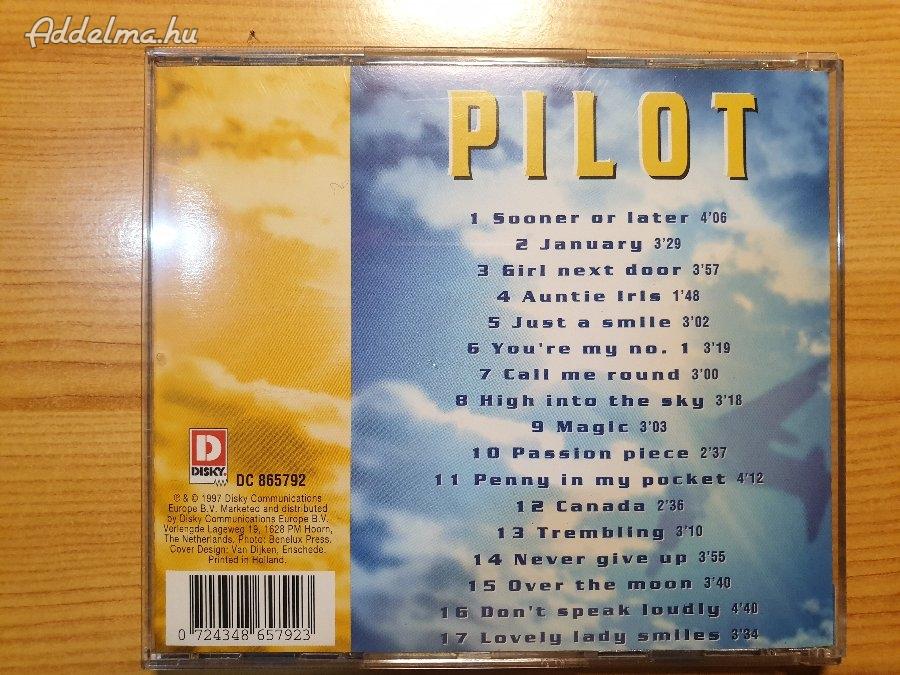 Addelma.hu
PILOT
1 Sooner or later 4'06
2 January 3'29
3 Girl next door 3'57
4 Auntie Iris 1'48
5 Just a smile 3'02
6 You're my no. 1 3'19
7 Call me round 3'00
8 High into the sky 3'18
9 Magic 3'03
10 Passion piece 2'37
11 Penny in my pocket 4'12
12 Canada 2'36
13 Trembling 3'10
14 Never give up 3'55
15 Over the moon 3'40
16 Don't speak loudly 4'40
17 Lovely lady smiles 3'34
D
DISKY
DC 865792
℗ & © 1997 Disky Communications
Europe B.V. Marketed and distributed
by Disky Communications Europe B.V.
Verlengde Lageweg 19, 1628 PM Hoorn,
The Netherlands. Photo: Benelux Press.
Cover Design: Van Dijken, Enschede.
Printed in Holland.
0 724348 657923